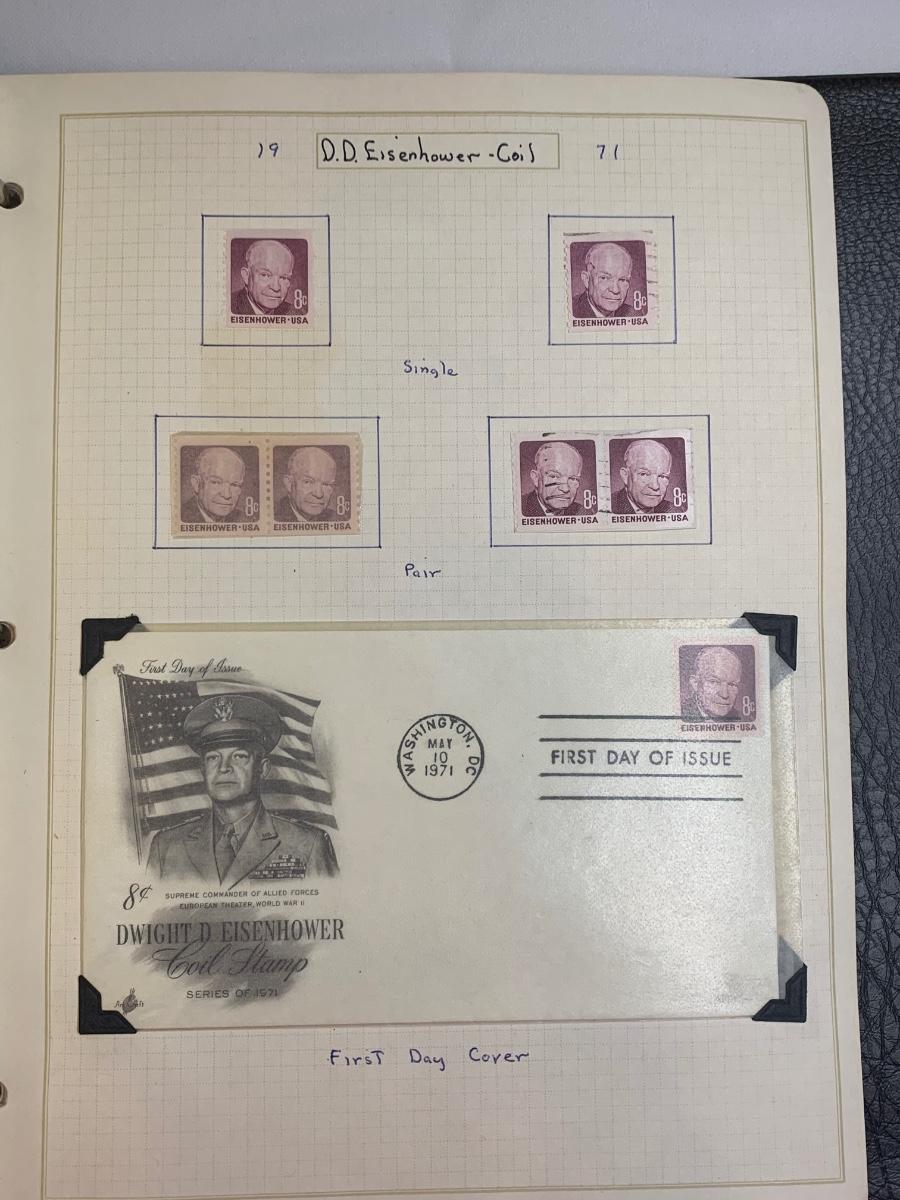 19 D.D. Eisenhower - Coil 71
8c
EISENHOWER·USA
8c
EISENHOWER·USA
Single
8c 8c
EISENHOWER·USA EISENHOWER·USA
8c 8c
EISENHOWER·USA EISENHOWER·USA
Pair
First Day of Issue
8c
EISENHOWER·USA
WASHINGTON, DC
MAY
10
1971
FIRST DAY OF ISSUE
8¢ SUPREME COMMANDER OF ALLIED FORCES
EUROPEAN THEATER, WORLD WAR II
DWIGHT D. EISENHOWER
Coil Stamp
SERIES OF 1971
ArtCraft
First Day Cover